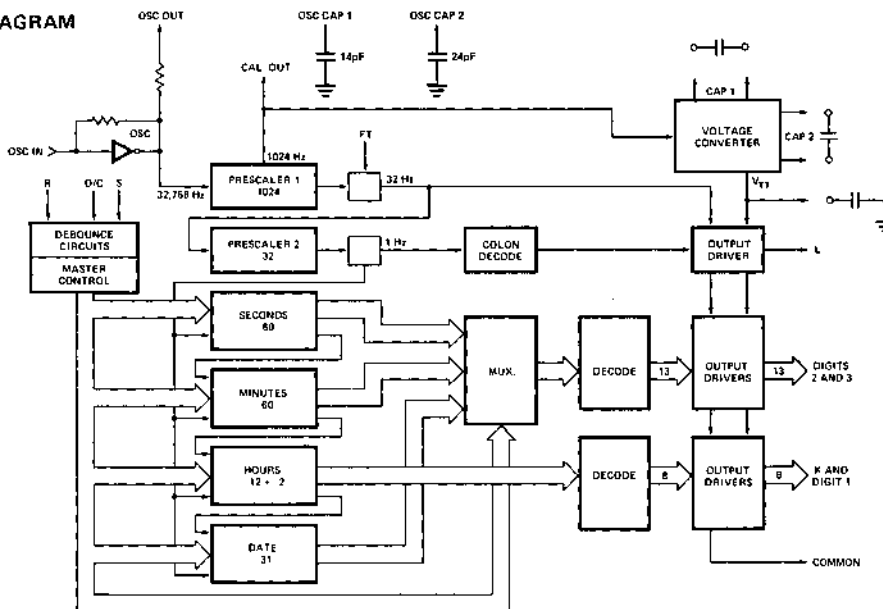 AGRAM
OSC OUT
OSC CAP 1
OSC CAP 2
14pF
24pF
CAL OUT
CAP 1
OSC
OSC IN
VOLTAGE
CONVERTER
CAP 2
1024 Hz
FT
R
D/C
S
32,768 Hz
PRESCALER 1
1024
32 Hz
VTT
DEBOUNCE
CIRCUITS
MASTER
CONTROL
PRESCALER 2
32
1 Hz
COLON
DECODE
OUTPUT
DRIVER
L
SECONDS
60
MINUTES
60
MUX.
DECODE
13
OUTPUT
DRIVERS
13
DIGITS
2 AND 3
HOURS
12 ÷ 2
DECODE
8
OUTPUT
DRIVERS
8
K AND
DIGIT 1
DATE
31
COMMON